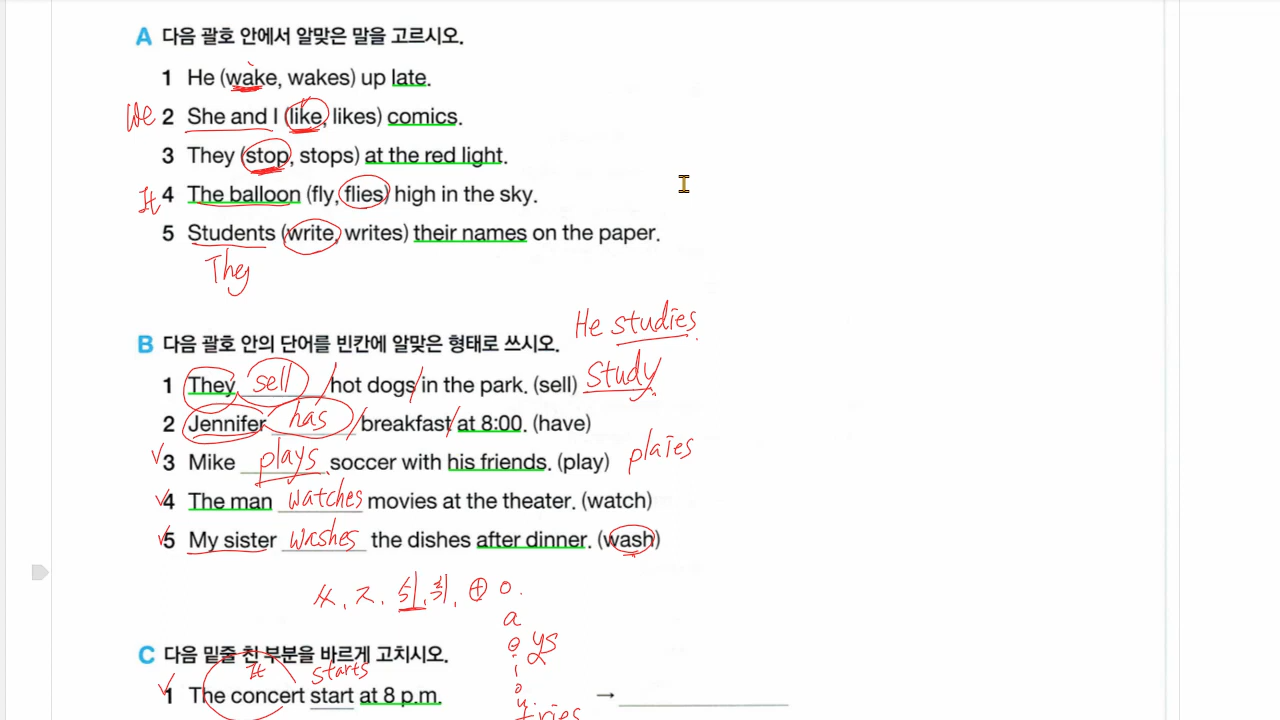 A 다음 괄호 안에서 알맞은 말을 고르시오.
1 He (wake, wakes) up late.
We 2 She and I (like, likes) comics.
3 They (stop, stops) at the red light.
It 4 The balloon (fly, flies) high in the sky.
5 Students (write, writes) their names on the paper.
They
He studies
B 다음 괄호 안의 단어를 빈칸에 알맞은 형태로 쓰시오.
1 They sell hot dogs in the park. (sell) study
2 Jennifer has breakfast at 8:00. (have)
3 Mike plays soccer with his friends. (play) plaies
4 The man watches movies at the theater. (watch)
5 My sister washes the dishes after dinner. (wash)
ㅆ, ㅈ, 쉬, 취, ⊕ o.
a
e ys
i
o
u
C 다음 밑줄 친 부분을 바르게 고치시오.
It starts
1 The concert start at 8 p.m. →
tries